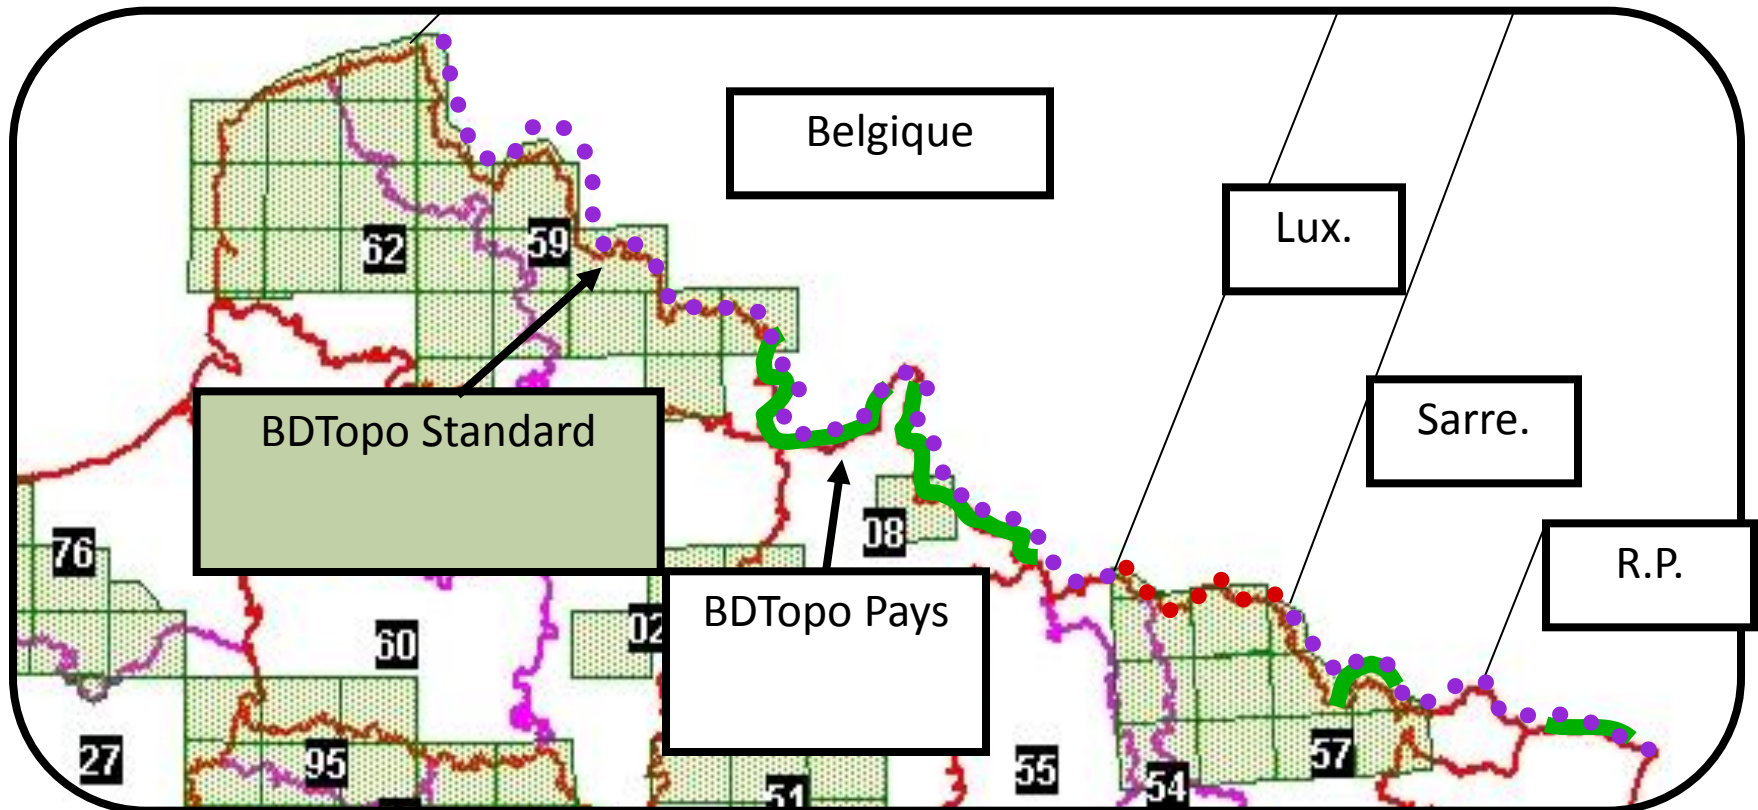 Belgique
Lux.
62
59
Sarre.
BDTopo Standard
76
08
R.P.
BDTopo Pays
60
02
27
95
55
57
54
51